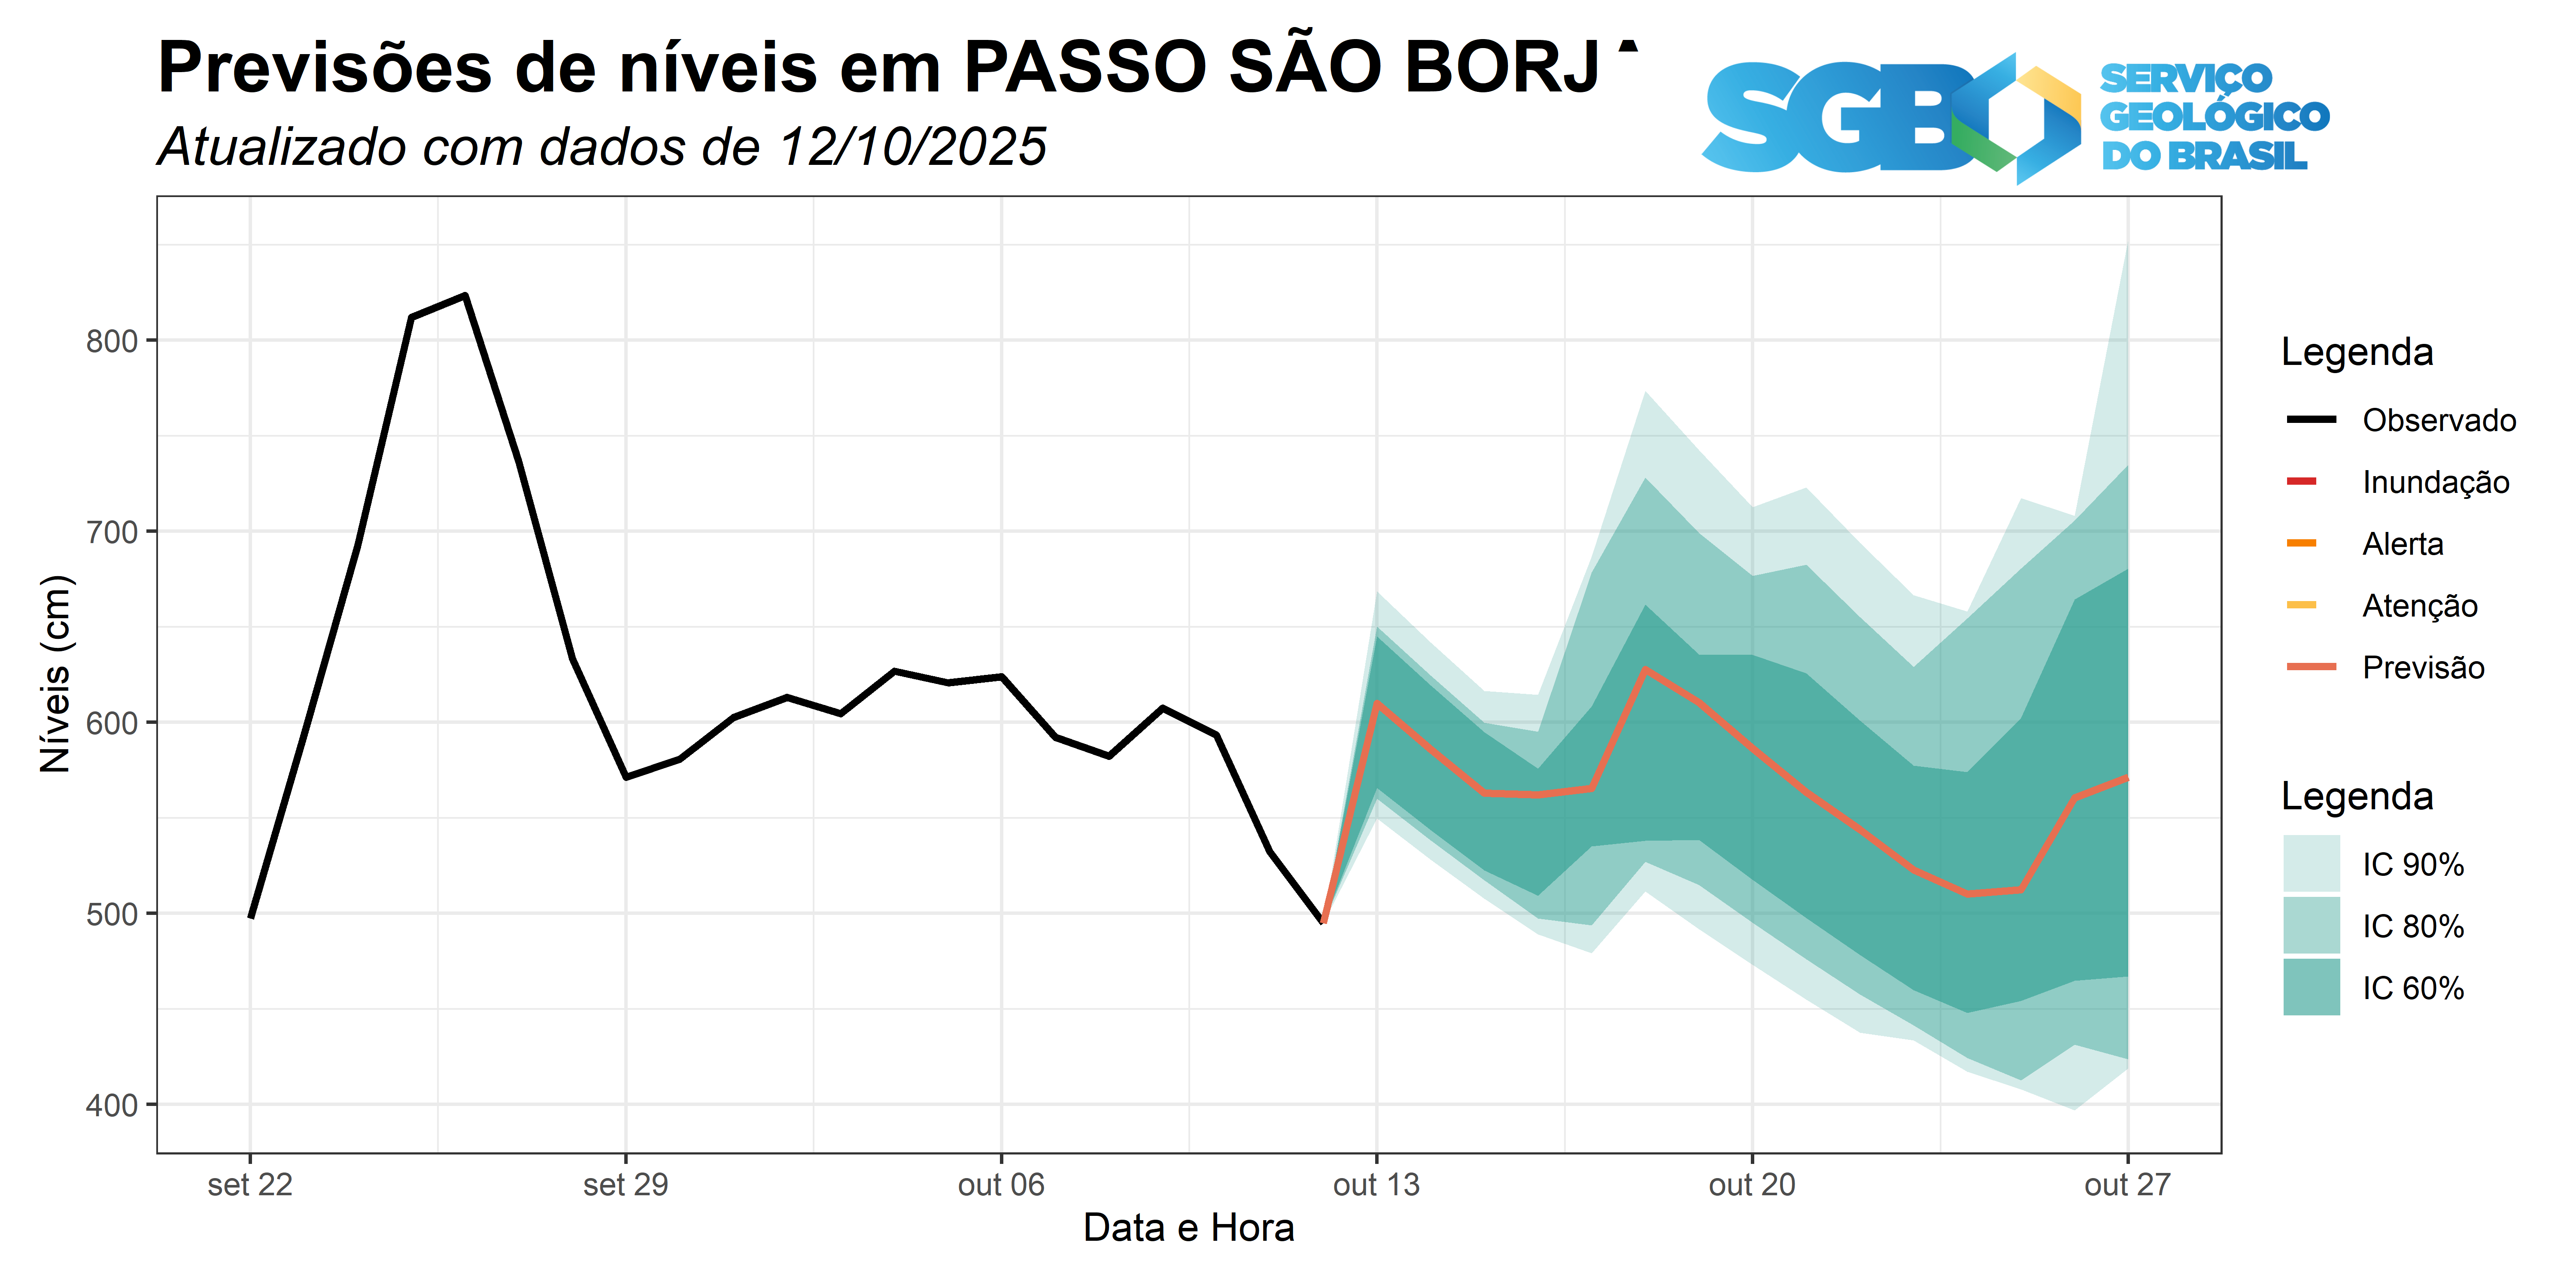 Previsões de níveis em PASSO SÃO BORJ
Atualizado com dados de 12/10/2025
SGB
SERVIÇO
GEOLÓGICO
DO BRASIL
Níveis (cm)
800
700
600
500
400
set 22
set 29
out 06
out 13
out 20
out 27
Data e Hora
Legenda
Observado
Inundação
Alerta
Atenção
Previsão
Legenda
IC 90%
IC 80%
IC 60%